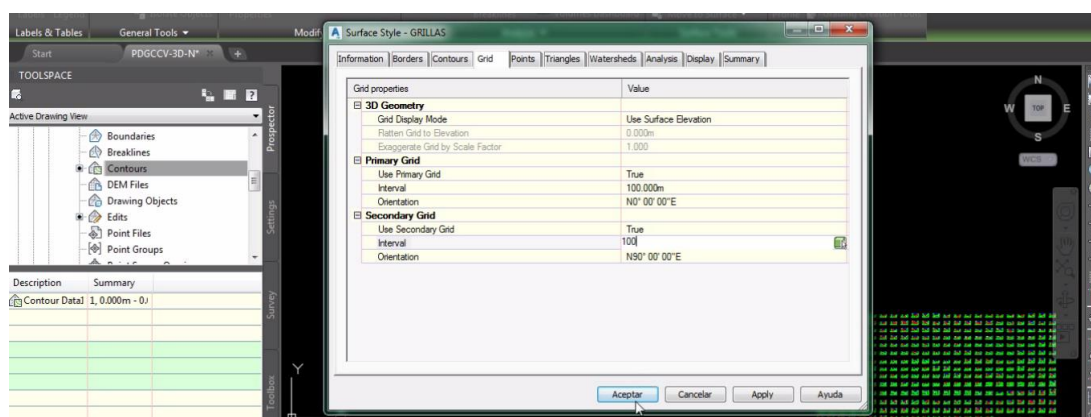 Labels & Tables General Tools Modif
Surface Style - GRILLAS
Start PDGCCV-3D-N*
Information Borders Contours Grid Points Triangles Watersheds Analysis Display Summary
TOOLSPACE
Active Drawing View
Prospector
Settings
Survey
Toolbox
Boundaries
Breaklines
Contours
DEM Files
Drawing Objects
Edits
Point Files
Point Groups
Description Summary
Contour Data1 1, 0.000m - 0.
Grid properties Value
3D Geometry
Grid Display Mode Use Surface Elevation
Flatten Grid to Elevation 0.000m
Exaggerate Grid by Scale Factor 1.000
Primary Grid
Use Primary Grid True
Interval 100.000m
Orientation N0° 00' 00"E
Secondary Grid
Use Secondary Grid True
Interval 100
Orientation N90° 00' 00"E
Aceptar Cancelar Apply Ayuda
N
W TOP E
S
WCS
Y